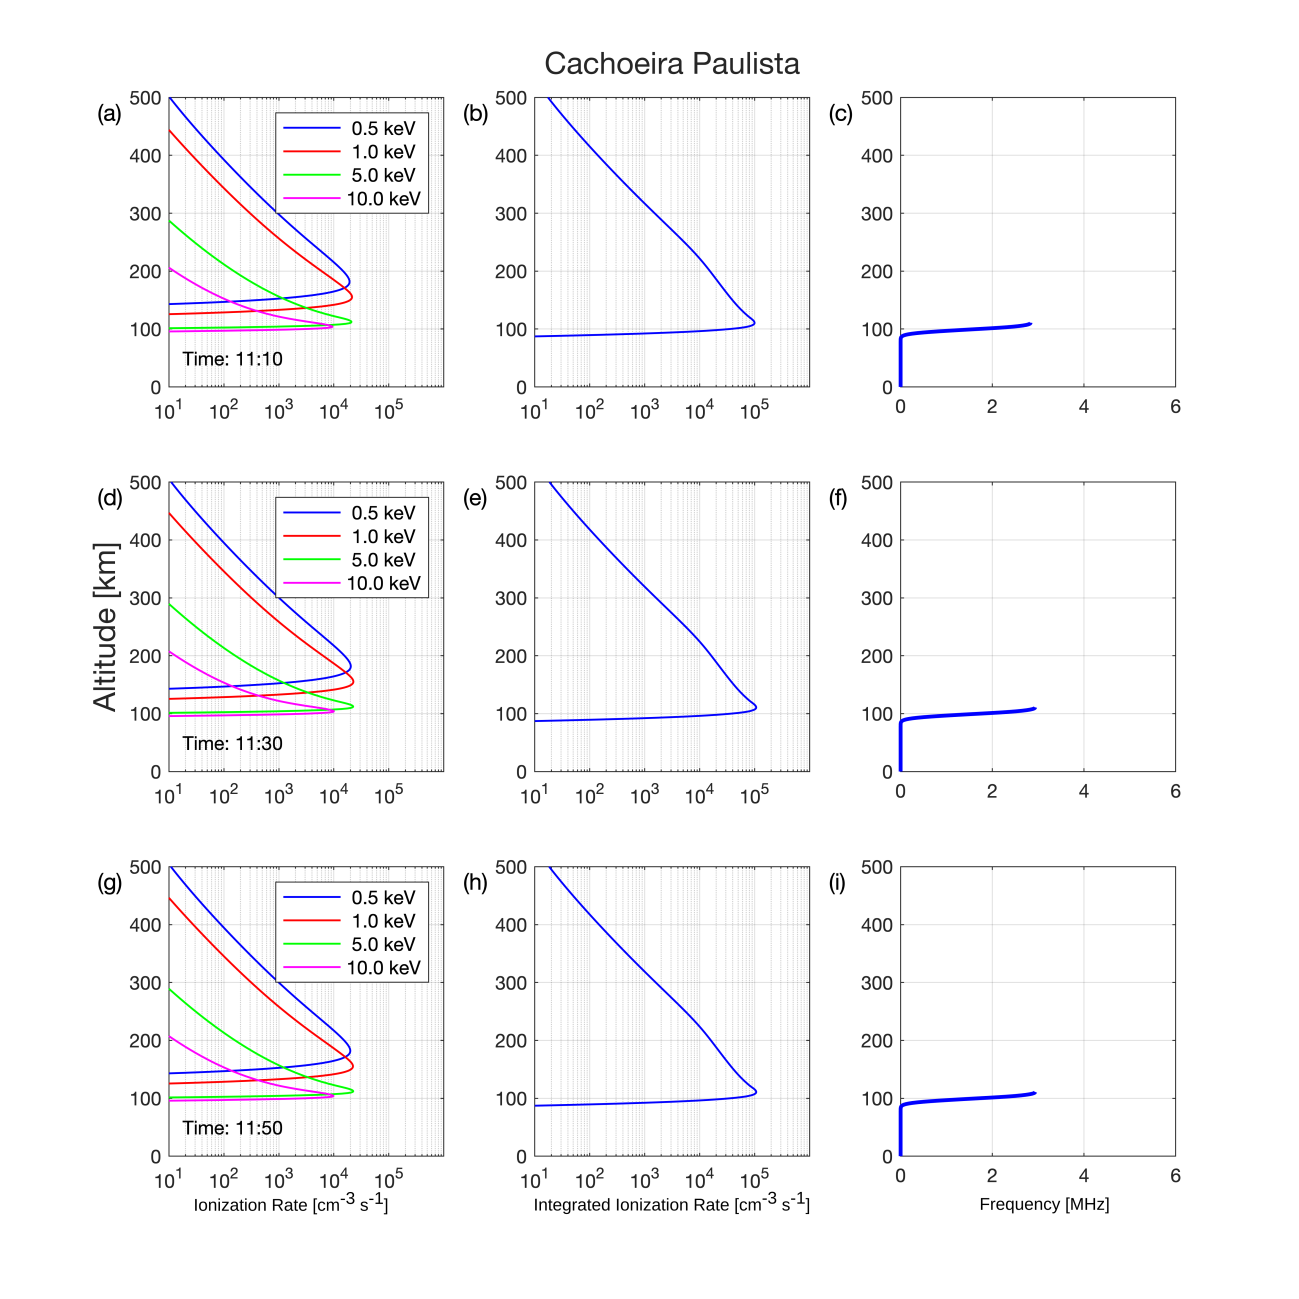 Cachoeira Paulista
(a)
500
400
300
200
100
0
0.5 keV
1.0 keV
5.0 keV
10.0 keV
Time: 11:10
10^1 10^2 10^3 10^4 10^5
(b)
500
400
300
200
100
0
10^1 10^2 10^3 10^4 10^5
(c)
500
400
300
200
100
0
0 2 4 6
Altitude [km]
(d)
500
400
300
200
100
0
0.5 keV
1.0 keV
5.0 keV
10.0 keV
Time: 11:30
10^1 10^2 10^3 10^4 10^5
(e)
500
400
300
200
100
0
10^1 10^2 10^3 10^4 10^5
(f)
500
400
300
200
100
0
0 2 4 6
(g)
500
400
300
200
100
0
0.5 keV
1.0 keV
5.0 keV
10.0 keV
Time: 11:50
10^1 10^2 10^3 10^4 10^5
Ionization Rate [cm^-3 s^-1]
(h)
500
400
300
200
100
0
10^1 10^2 10^3 10^4 10^5
Integrated Ionization Rate [cm^-3 s^-1]
(i)
500
400
300
200
100
0
0 2 4 6
Frequency [MHz]